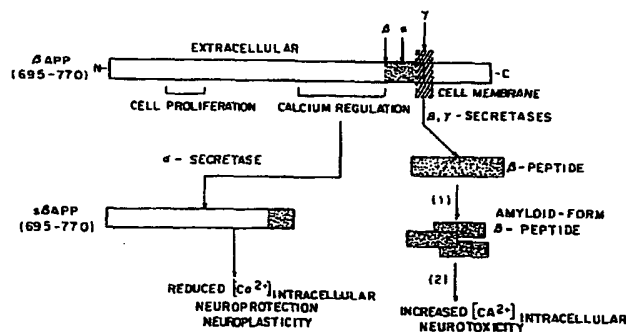 β α γ
βAPP
(695-770)
N-
EXTRACELLULAR
-C
CELL MEMBRANE
CELL PROLIFERATION
CALCIUM REGULATION
β, γ - SECRETASES
α - SECRETASE
β-PEPTIDE
sβAPP
(695-770)
(1)
AMYLOID-FORM
β - PEPTIDE
(2)
REDUCED [Ca²⁺] INTRACELLULAR
NEUROPROTECTION
NEUROPLASTICITY
INCREASED [CA²⁺] INTRACELLULAR
NEUROTOXICITY